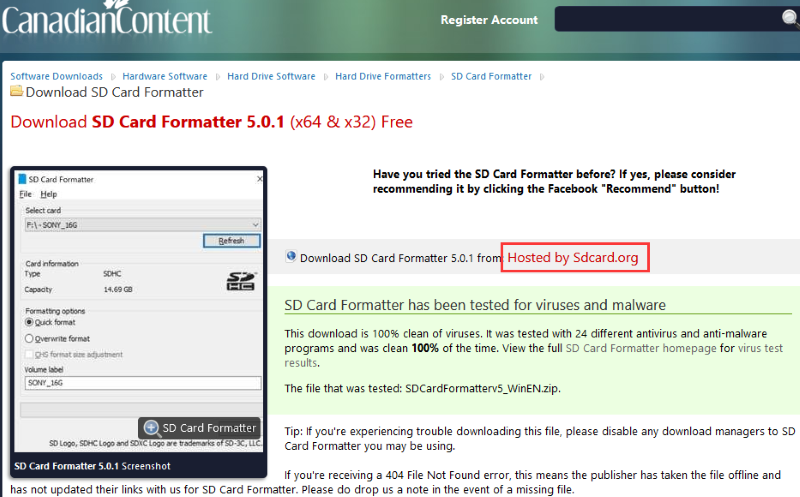 CanadianContent
Register Account
Software Downloads Hardware Software Hard Drive Software Hard Drive Formatters SD Card Formatter
Download SD Card Formatter
Download SD Card Formatter 5.0.1 (x64 & x32) Free
SD Card Formatter
File Help
Select card
F:\ - SONY_16G
Refresh
Card information
Type SDHC
Capacity 14.69 GB
SD HC
Formatting options
Quick format
Overwrite format
CHS format size adjustment
Volume label
SONY_16G
SD Card Formatter
SD Logo, SDHC Logo and SDXC Logo are trademarks of SD-3C, LLC.
SD Card Formatter 5.0.1 Screenshot
Have you tried the SD Card Formatter before? If yes, please consider
recommending it by clicking the Facebook "Recommend" button!
Download SD Card Formatter 5.0.1 from Hosted by Sdcard.org
SD Card Formatter has been tested for viruses and malware
This download is 100% clean of viruses. It was tested with 24 different antivirus and anti-malware
programs and was clean 100% of the time. View the full SD Card Formatter homepage for virus test
results.
The file that was tested: SDCardFormatterv5_WinEN.zip.
Tip: If you're experiencing trouble downloading this file, please disable any download managers to SD
Card Formatter you may be using.
If you're receiving a 404 File Not Found error, this means the publisher has taken the file offline and
has not updated their links with us for SD Card Formatter. Please do drop us a note in the event of a missing file.